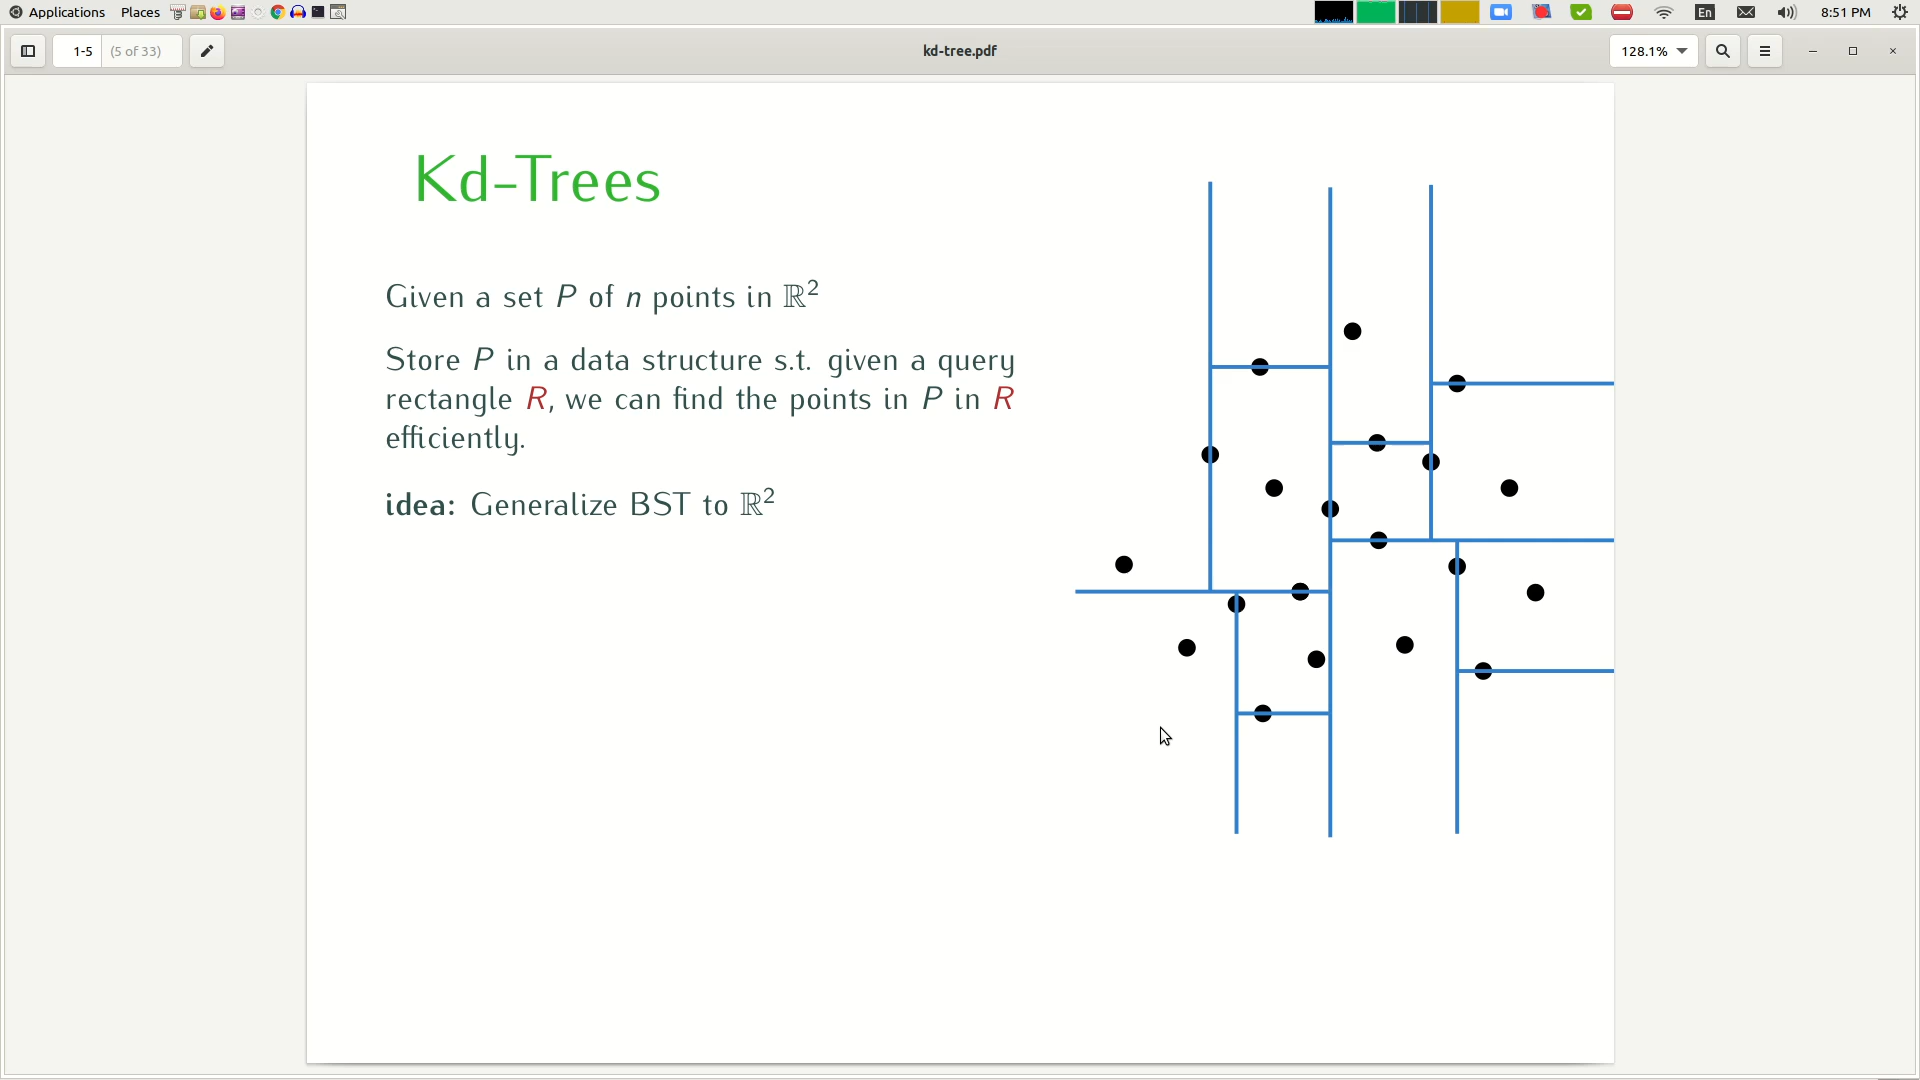 Applications Places En 8:51 PM
1-5 (5 of 33) kd-tree.pdf 128.1%
Kd-Trees
Given a set P of n points in ℝ²
Store P in a data structure s.t. given a query
rectangle R, we can find the points in P in R
efficiently.
idea: Generalize BST to ℝ²